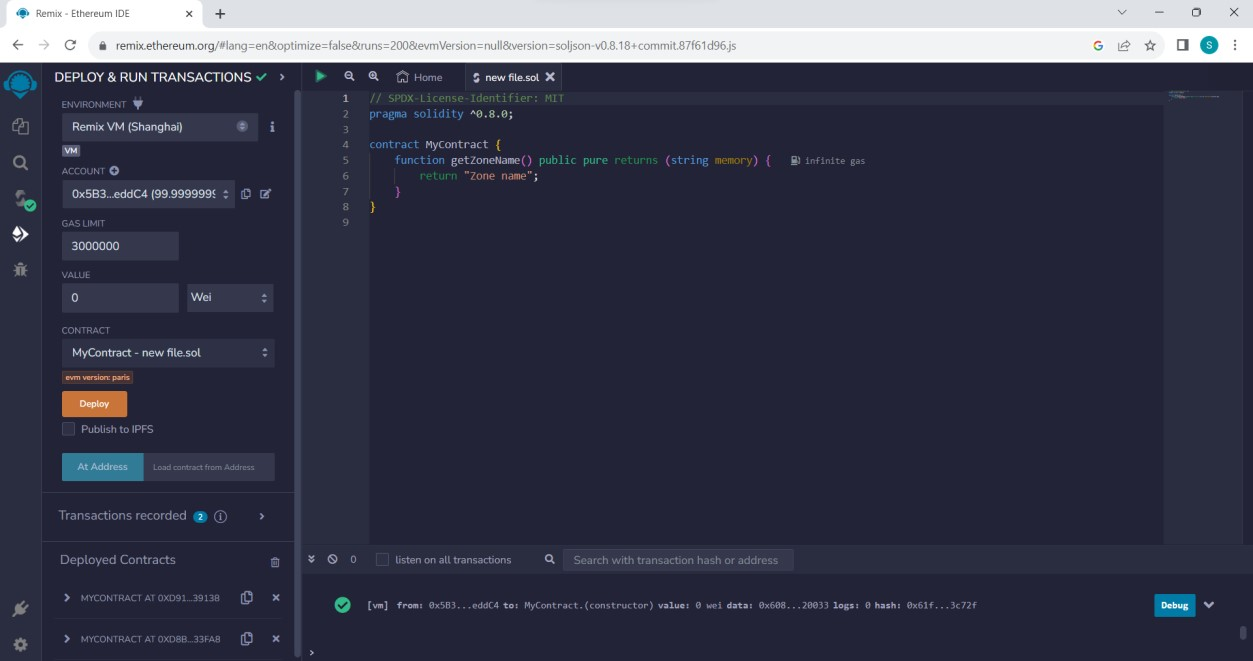 Remix - Ethereum IDE
remix.ethereum.org/#lang=en&optimize=false&runs=200&evmVersion=null&version=soljson-v0.8.18+commit.87f61d96.js
S
DEPLOY & RUN TRANSACTIONS
ENVIRONMENT
Remix VM (Shanghai)
VM
ACCOUNT
0x5B3...eddC4 (99.9999999
GAS LIMIT
3000000
VALUE
0
Wei
CONTRACT
MyContract - new file.sol
evm version: paris
Deploy
Publish to IPFS
At Address
Load contract from Address
Transactions recorded 2
Deployed Contracts
MYCONTRACT AT 0XD91...39138
MYCONTRACT AT 0XD8B...33FA8
Home
new file.sol
1 // SPDX-License-Identifier: MIT
2 pragma solidity ^0.8.0;
3
4 contract MyContract {
5 function getZoneName() public pure returns (string memory) { infinite gas
6 return "Zone name";
7 }
8 }
9
0
listen on all transactions
Search with transaction hash or address
[vm] from: 0x5B3...eddC4 to: MyContract.(constructor) value: 0 wei data: 0x608...20033 logs: 0 hash: 0x61f...3c72f
Debug
>